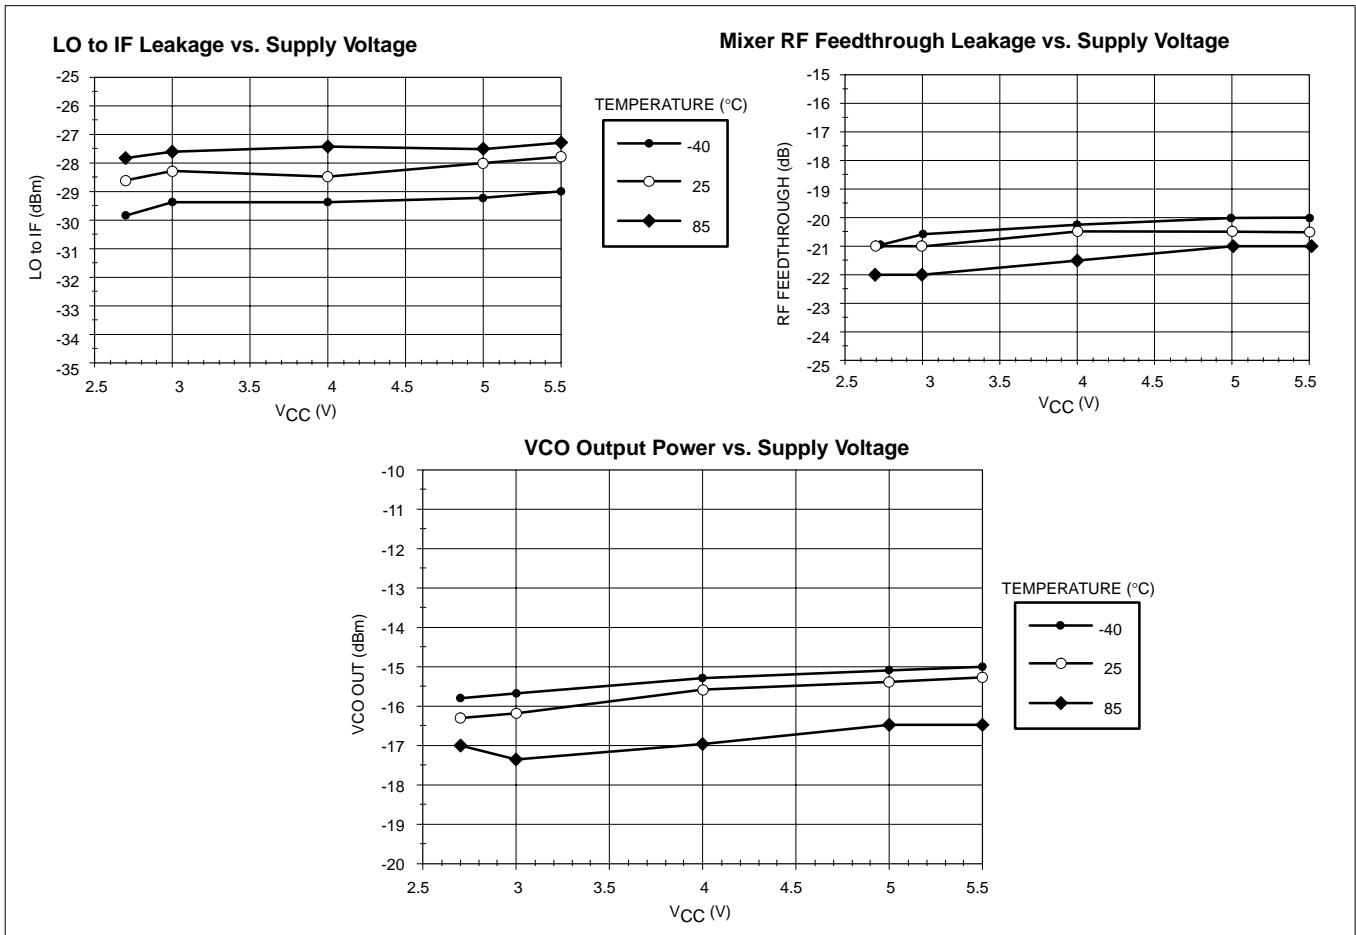 LO to IF Leakage vs. Supply Voltage
-25
-26
-27
-28
-29
-30
-31
-32
-33
-34
-35
LO to IF (dBm)
2.5 3 3.5 4 4.5 5 5.5
VCC (V)
TEMPERATURE (°C)
-40
25
85
Mixer RF Feedthrough Leakage vs. Supply Voltage
-15
-16
-17
-18
-19
-20
-21
-22
-23
-24
-25
RF FEEDTHROUGH (dB)
2.5 3 3.5 4 4.5 5 5.5
VCC (V)
VCO Output Power vs. Supply Voltage
-10
-11
-12
-13
-14
-15
-16
-17
-18
-19
-20
VCO OUT (dBm)
2.5 3 3.5 4 4.5 5 5.5
VCC (V)
TEMPERATURE (°C)
-40
25
85